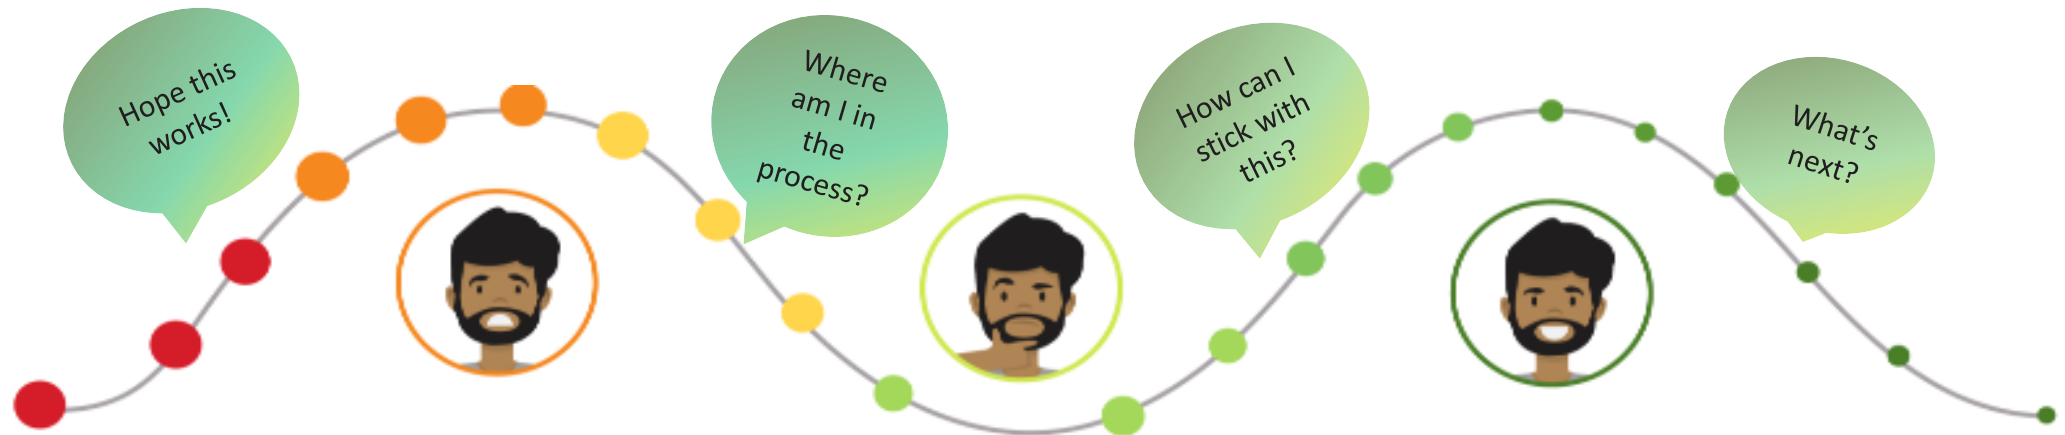 Hope this
works!
Where
am I in
the
process?
How can I
stick with
this?
What’s
next?